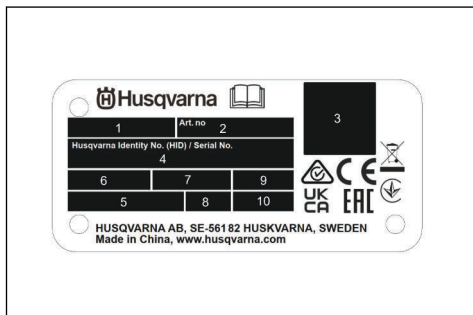 Husqvarna
1
Art. no
2
3
Husqvarna Identity No. (HID) / Serial No.
4
6 7 9
5 8 10
UK
CA
CE
EAC
HUSQVARNA AB, SE-561 82 HUSKVARNA, SWEDEN
Made in China, www.husqvarna.com